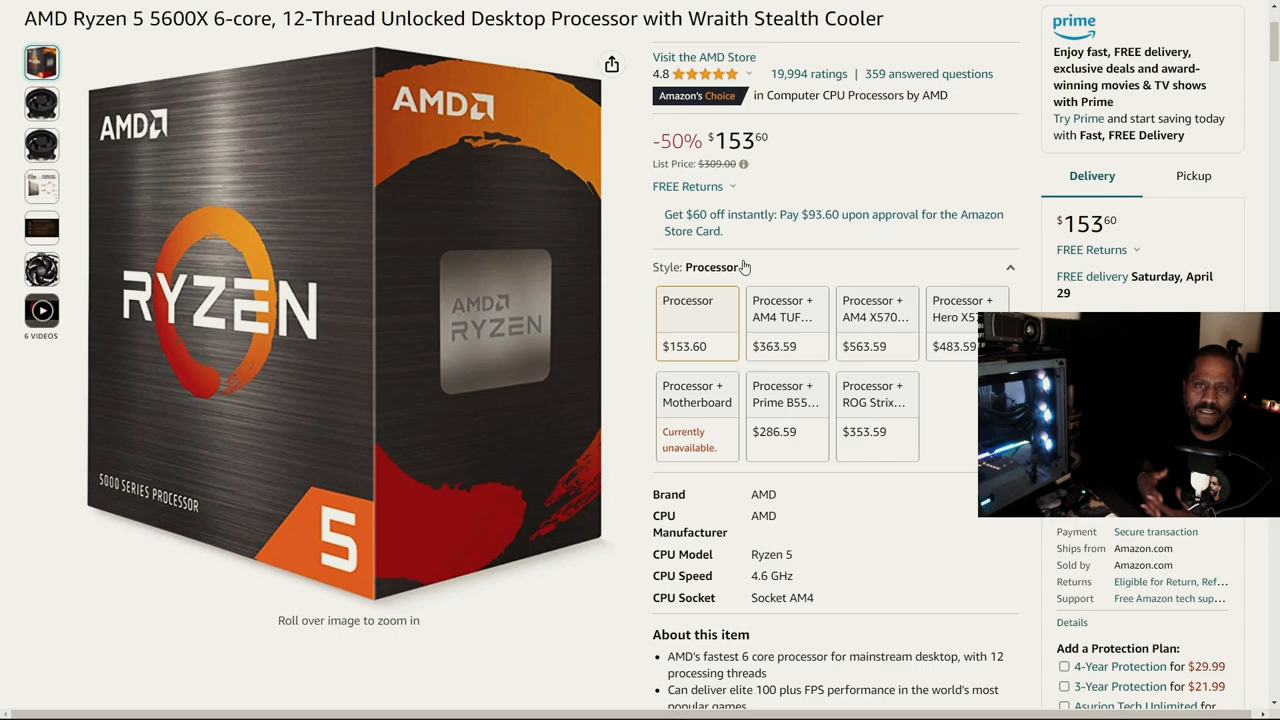 AMD Ryzen 5 5600X 6-core, 12-Thread Unlocked Desktop Processor with Wraith Stealth Cooler
6 VIDEOS
AMD
AMD
RYZEN
AMD
RYZEN
5000 SERIES PROCESSOR
5
Roll over image to zoom in
Visit the AMD Store
4.8
19,994 ratings | 359 answered questions
Amazon's Choice in Computer CPU Processors by AMD
-50% $153 60
List Price: $309.00
FREE Returns
Get $60 off instantly: Pay $93.60 upon approval for the Amazon
Store Card.
Style: Processor
Processor
$153.60
Processor +
AM4 TUF...
$363.59
Processor +
AM4 X570...
$563.59
Processor +
Hero X57
$483.59
Processor +
Motherboard
Currently
unavailable.
Processor +
Prime B55...
$286.59
Processor +
ROG Strix...
$353.59
Brand AMD
CPU AMD
Manufacturer
CPU Model Ryzen 5
CPU Speed 4.6 GHz
CPU Socket Socket AM4
About this item
AMD's fastest 6 core processor for mainstream desktop, with 12
processing threads
Can deliver elite 100 plus FPS performance in the world's most
popular games
prime
Enjoy fast, FREE delivery,
exclusive deals and award-
winning movies & TV shows
with Prime
Try Prime and start saving today
with Fast, FREE Delivery
Delivery Pickup
$153 60
FREE Returns
FREE delivery Saturday, April
29
Payment Secure transaction
Ships from Amazon.com
Sold by Amazon.com
Returns Eligible for Return, Ref...
Support Free Amazon tech sup...
Details
Add a Protection Plan:
4-Year Protection for $29.99
3-Year Protection for $21.99
Asurion Tech Unlimited for